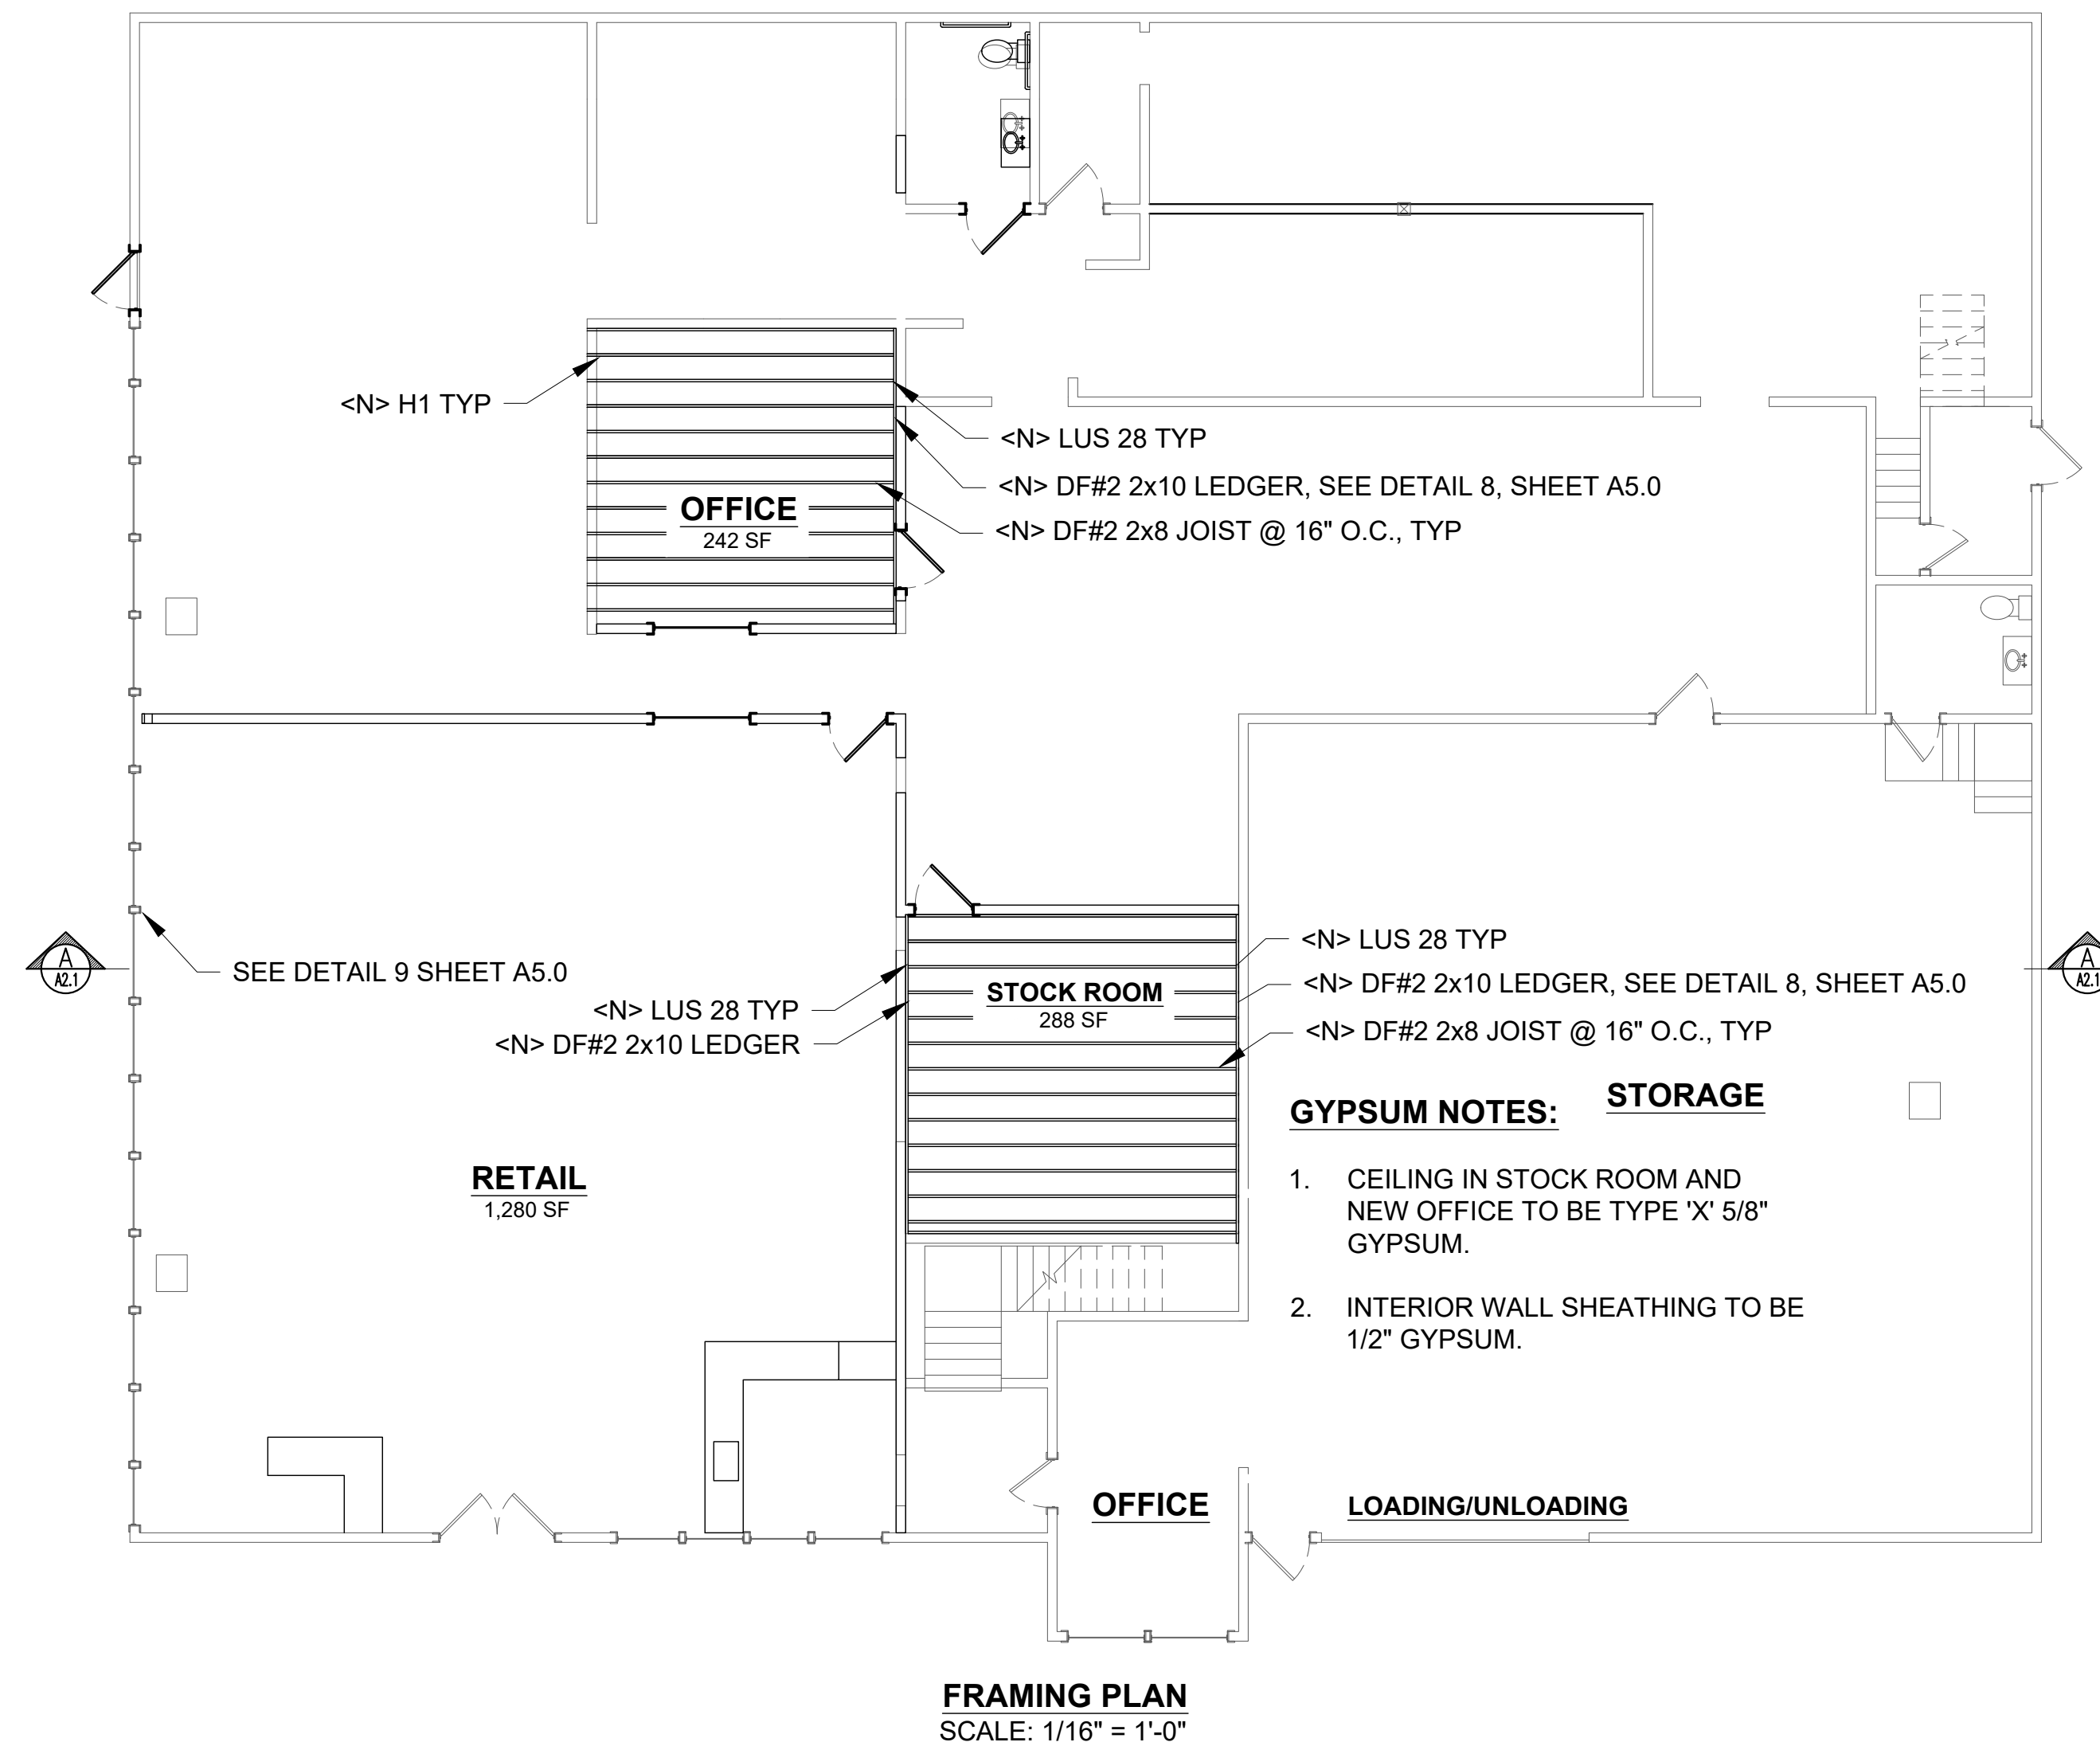 <N> H1 TYP
<N> LUS 28 TYP
<N> DF#2 2x10 LEDGER, SEE DETAIL 8, SHEET A5.0
<N> DF#2 2x8 JOIST @ 16" O.C., TYP
OFFICE
242 SF
A
A2.1
SEE DETAIL 9 SHEET A5.0
<N> LUS 28 TYP
<N> DF#2 2x10 LEDGER
STOCK ROOM
288 SF
<N> LUS 28 TYP
<N> DF#2 2x10 LEDGER, SEE DETAIL 8, SHEET A5.0
<N> DF#2 2x8 JOIST @ 16" O.C., TYP
A
A2.1
STORAGE
GYPSUM NOTES:
1. CEILING IN STOCK ROOM AND
NEW OFFICE TO BE TYPE 'X' 5/8"
GYPSUM.
2. INTERIOR WALL SHEATHING TO BE
1/2" GYPSUM.
RETAIL
1,280 SF
OFFICE
LOADING/UNLOADING
FRAMING PLAN
SCALE: 1/16" = 1'-0"